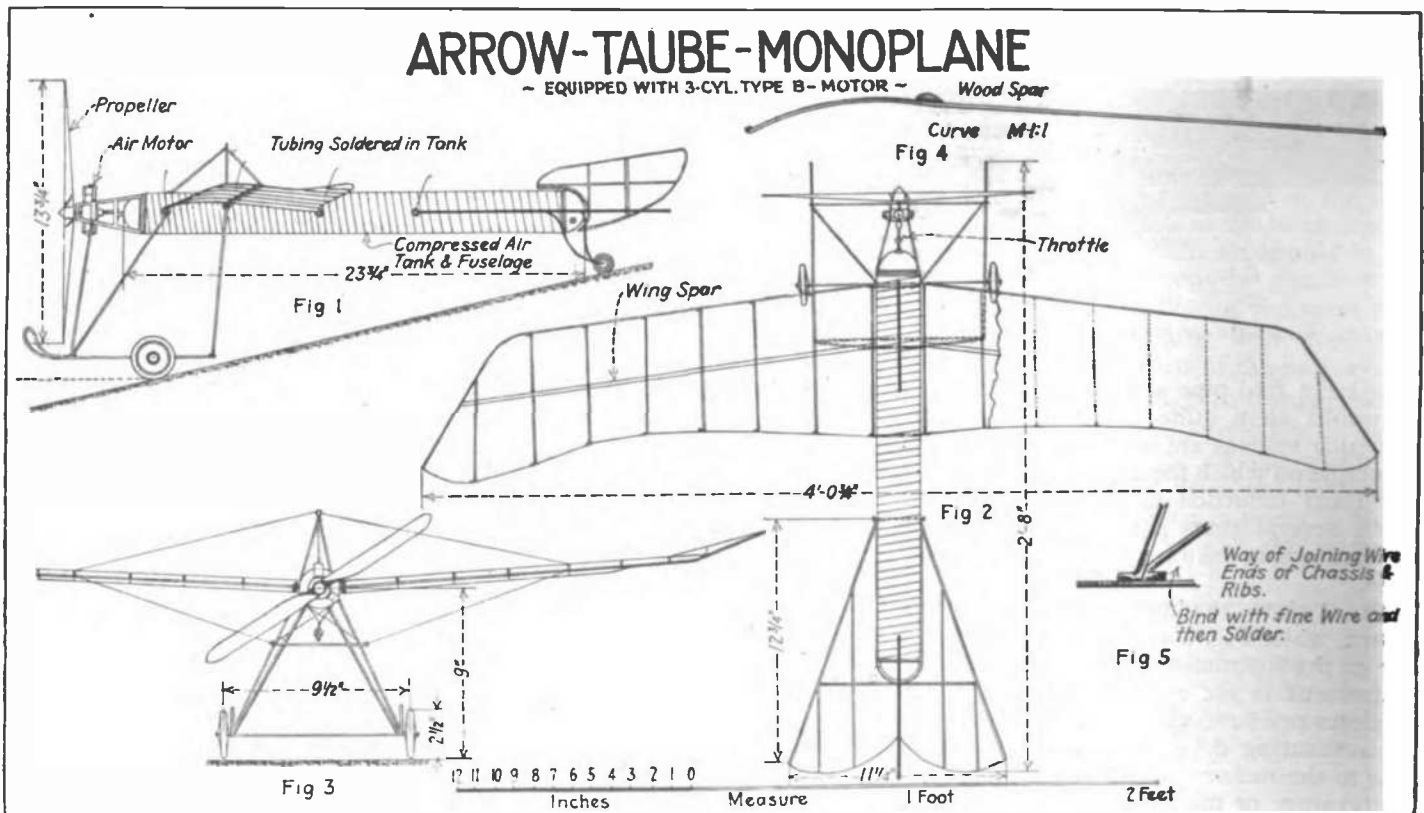 ARROW-TAUBE-MONOPLANE
~ EQUIPPED WITH 3-CYL. TYPE B- MOTOR ~
Propeller
Air Motor
Tubing Soldered in Tank
13¾"
Compressed Air
Tank & Fuselage
23¾"
Fig 1
Wood Spar
Curve M-1:1
Fig 4
Throttle
Wing Spar
4'-0¾"
Fig 2
2'-8"
12¾"
11¼"
9"
9½"
2½"
Fig 3
Way of Joining Wire
Ends of Chassis &
Ribs.
Bind with fine Wire and
then Solder.
Fig 5
12 11 10 9 8 7 6 5 4 3 2 1 0
Inches Measure 1 Foot 2 Feet